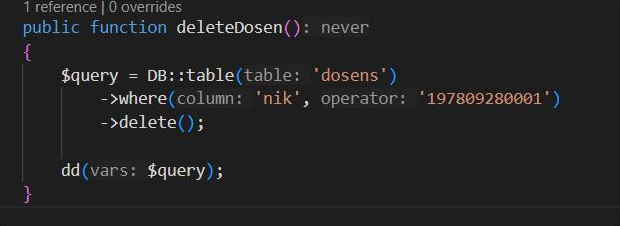 1 reference | 0 overrides
public function deleteDosen(): never
{
$query = DB::table(table: 'dosens')
->where(column: 'nik', operator: '197809280001')
->delete();
dd(vars: $query);
}